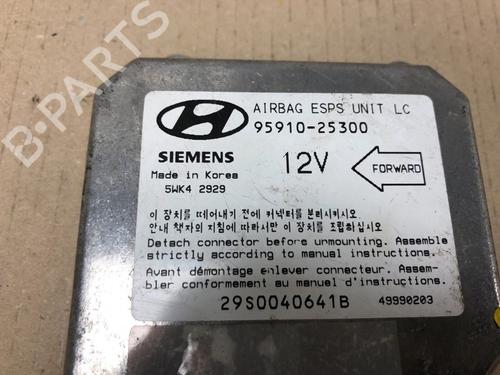 AIRBAG ESPS UNIT LC
95910-25300
SIEMENS
Made in Korea
5WK4 2929
12V
FORWARD
이 장치를 떼어내기 전에 커넥터를 분리시키시오
안내 책자의 지침에 따라서만 이 장치를 조립하십시오
Detach connector before unmounting. Assemble
strictly according to manual instructions.
Avant démontage enlever connecteur. Assem-
bler conformement au manuel d'instructions.
29S0040641B
49990203
B-PARTS